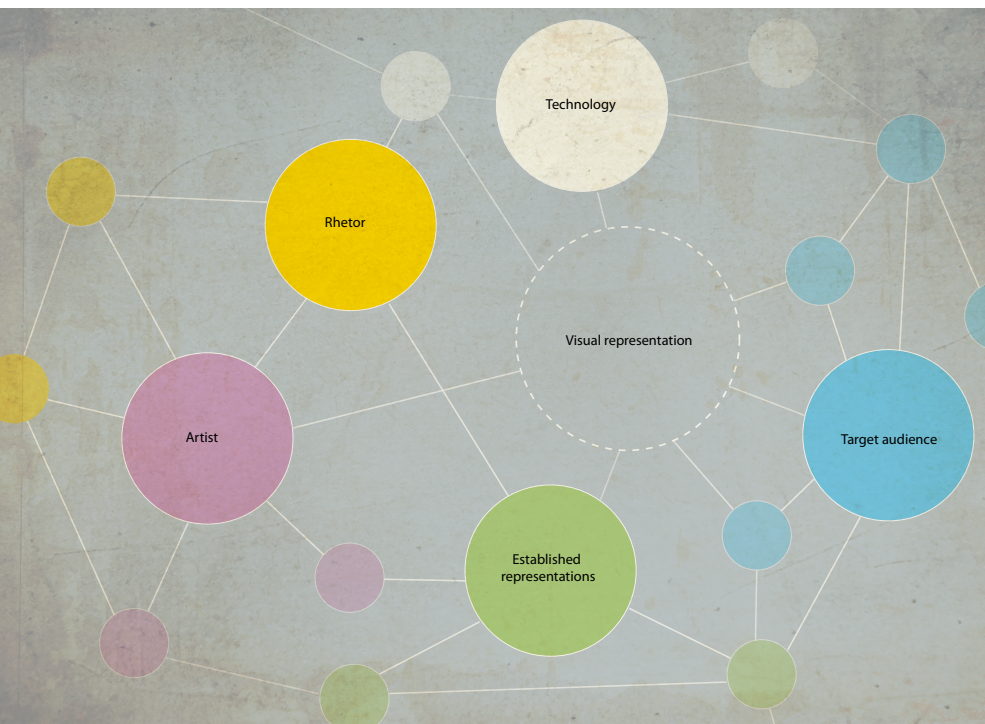 Technology
Rhetor
Visual representation
Artist
Target audience
Established
representations